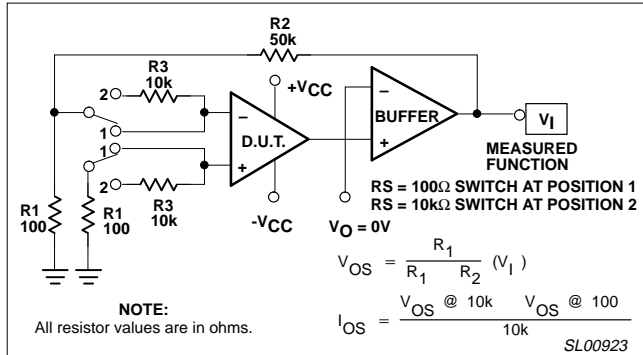 R2
50k
R3
10k
2
1
1
2
R3
10k
R1
100
R1
100
+VCC
−
D.U.T.
+
-VCC
−
BUFFER
+
VO = 0V
VI
MEASURED
FUNCTION
RS = 100Ω SWITCH AT POSITION 1
RS = 10kΩ SWITCH AT POSITION 2
VOS = R1 / R1 R2 (VI)
IOS = VOS @ 10k VOS @ 100 / 10k
NOTE:
All resistor values are in ohms.
SL00923